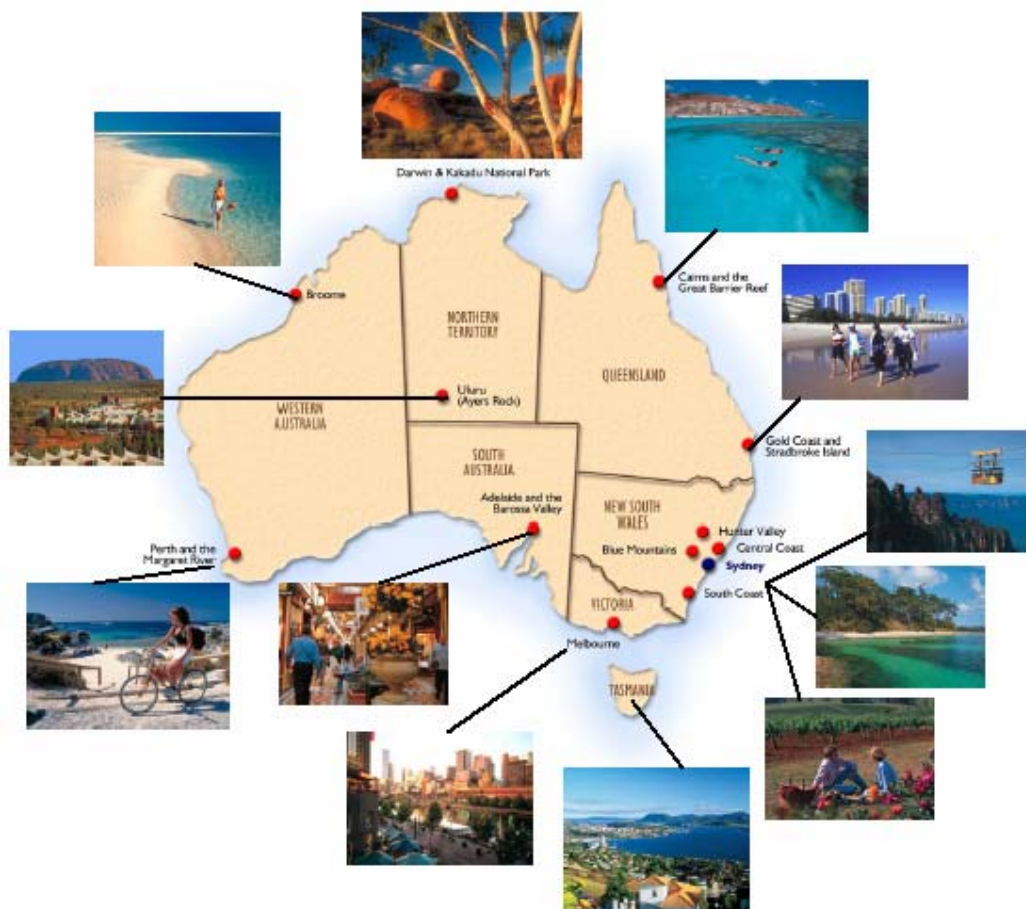 Darwin & Kakadu National Park
Cairns and the
Great Barrier Reef
Broome
NORTHERN
TERRITORY
QUEENSLAND
Uluru
(Ayers Rock)
WESTERN
AUSTRALIA
Gold Coast and
Stradbroke Island
SOUTH
AUSTRALIA
Adelaide and the
Barossa Valley
NEW SOUTH
WALES
Hunter Valley
Blue Mountains
Central Coast
Sydney
Perth and the
Margaret River
South Coast
VICTORIA
Melbourne
TASMANIA